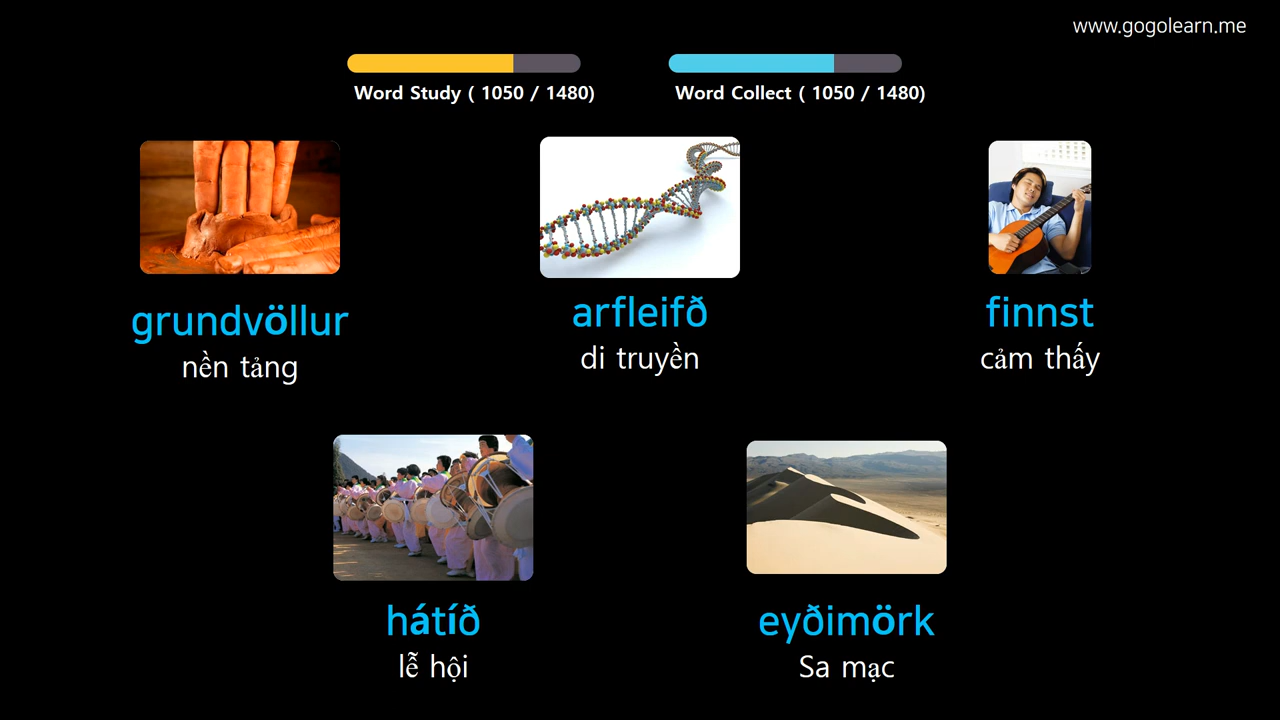 www.gogolearn.me
Word Study ( 1050 / 1480)
Word Collect ( 1050 / 1480)
grundvöllur
nền tảng
arfleifð
di truyền
finnst
cảm thấy
hátíð
lễ hội
eyðimörk
Sa mạc